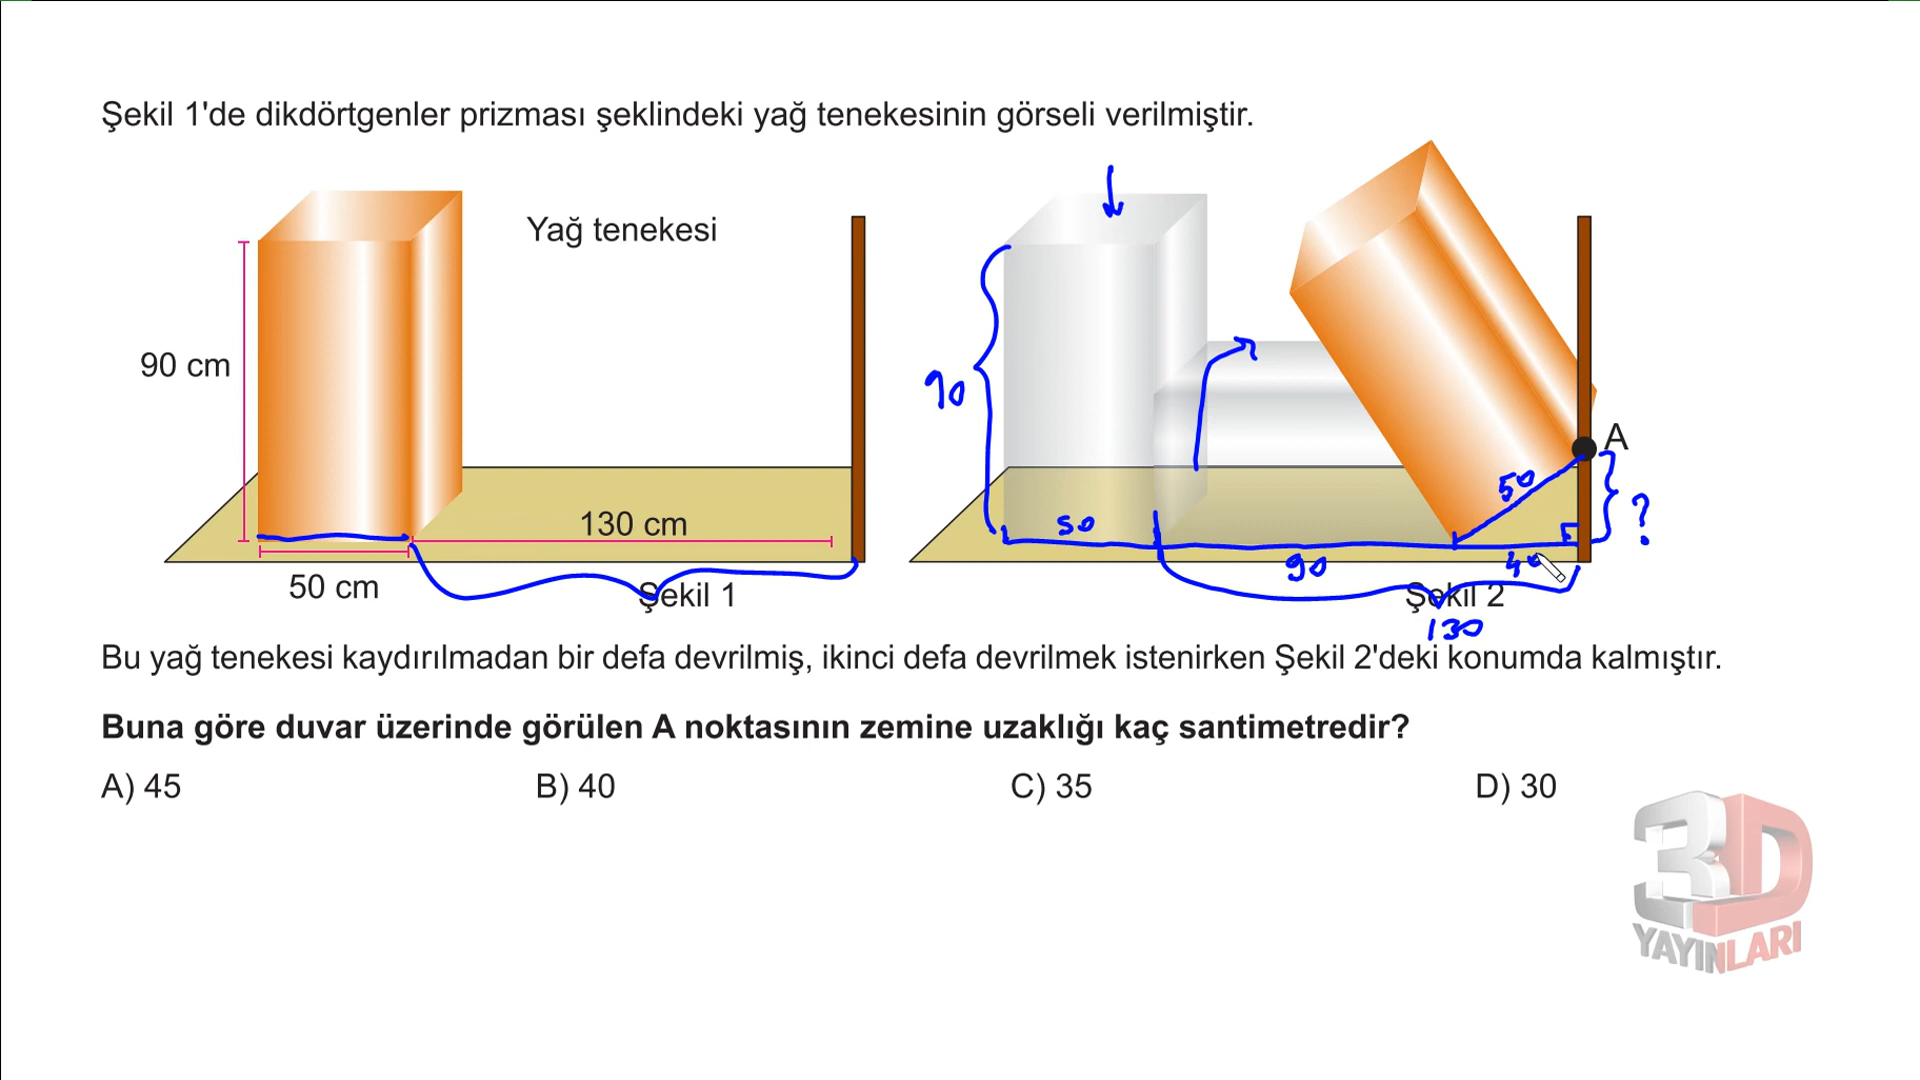 Şekil 1'de dikdörtgenler prizması şeklindeki yağ tenekesinin görseli verilmiştir.
Yağ tenekesi
90 cm
130 cm
50 cm
Şekil 1
90
50
90
50
A
?
40
Şekil 2
130
Bu yağ tenekesi kaydırılmadan bir defa devrilmiş, ikinci defa devrilmek istenirken Şekil 2'deki konumda kalmıştır.
Buna göre duvar üzerinde görülen A noktasının zemine uzaklığı kaç santimetredir?
A) 45 B) 40 C) 35 D) 30
3D
YAYINLARI